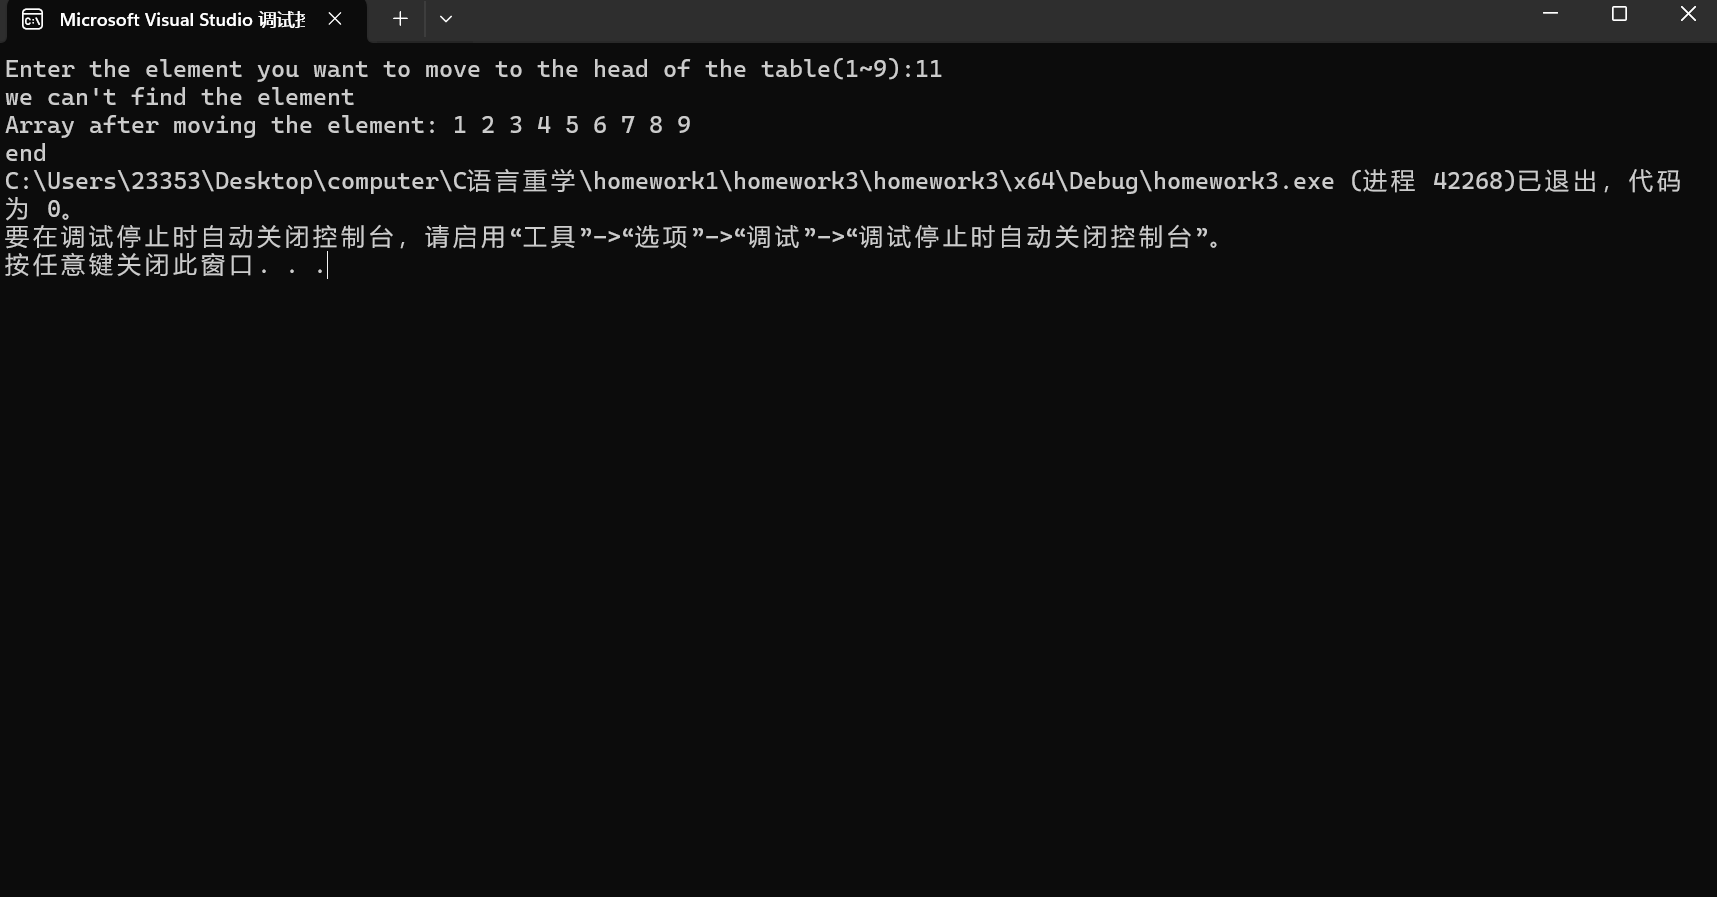 Microsoft Visual Studio 调试
Enter the element you want to move to the head of the table(1~9):11
we can't find the element
Array after moving the element: 1 2 3 4 5 6 7 8 9
end
C:\Users\23353\Desktop\computer\C语言重学\homework1\homework3\homework3\x64\Debug\homework3.exe (进程 42268)已退出，代码
为 0。
要在调试停止时自动关闭控制台，请启用“工具”->“选项”->“调试”->“调试停止时自动关闭控制台”。
按任意键关闭此窗口. . .